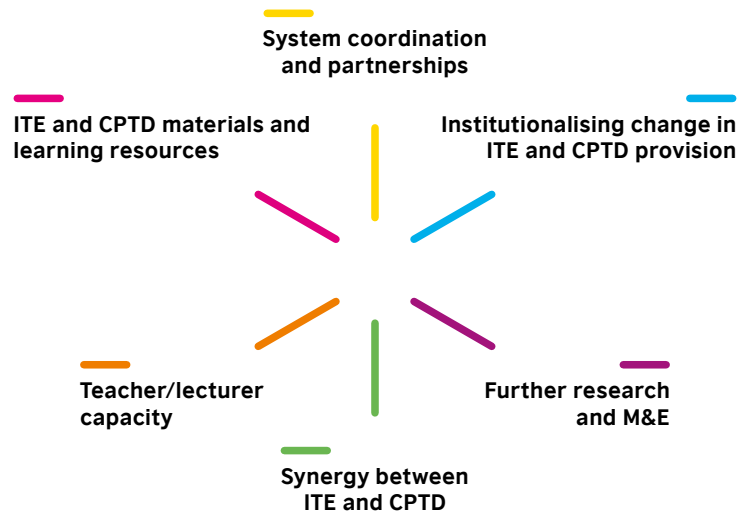 System coordination
and partnerships
ITE and CPTD materials and
learning resources
Institutionalising change in
ITE and CPTD provision
Teacher/lecturer
capacity
Further research
and M&E
Synergy between
ITE and CPTD